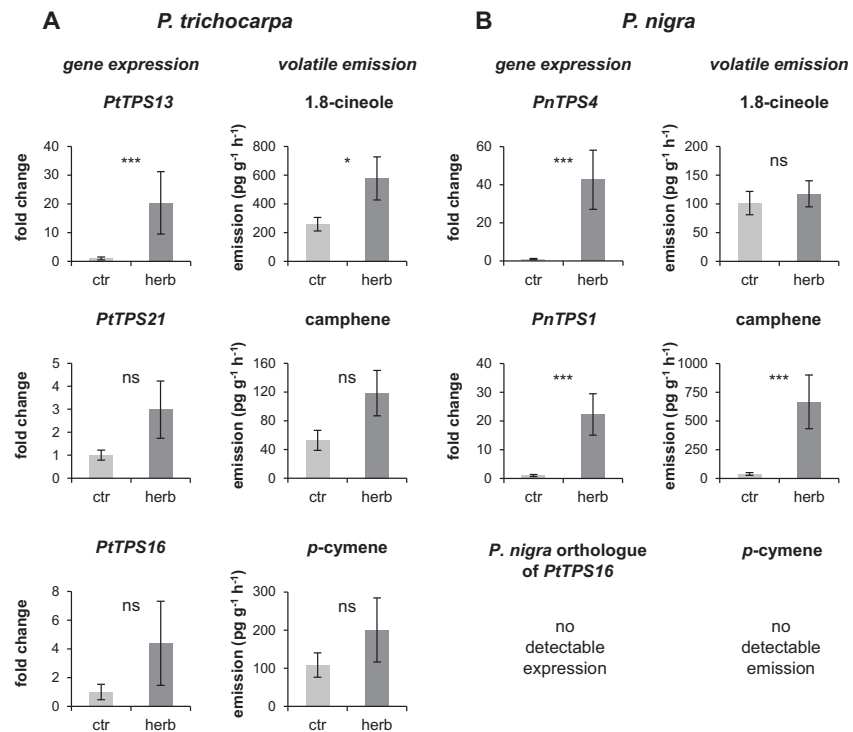 A
P. trichocarpa
gene expression
volatile emission
PtTPS13
1.8-cineole
fold change
40
30
20
10
0
***
ctr
herb
emission (pg g-1 h-1)
800
600
400
200
0
*
ctr
herb
PtTPS21
camphene
fold change
5
4
3
2
1
0
ns
ctr
herb
emission (pg g-1 h-1)
160
120
80
40
0
ns
ctr
herb
PtTPS16
p-cymene
fold change
8
6
4
2
0
ns
ctr
herb
emission (pg g-1 h-1)
300
200
100
0
ns
ctr
herb
B
P. nigra
gene expression
volatile emission
PnTPS4
1.8-cineole
fold change
60
40
20
0
***
ctr
herb
emission (pg g-1 h-1)
200
150
100
50
0
ns
ctr
herb
PnTPS1
camphene
fold change
40
30
20
10
0
***
ctr
herb
emission (pg g-1 h-1)
1000
750
500
250
0
***
ctr
herb
P. nigra orthologue
of PtTPS16
no
detectable
expression
p-cymene
no
detectable
emission